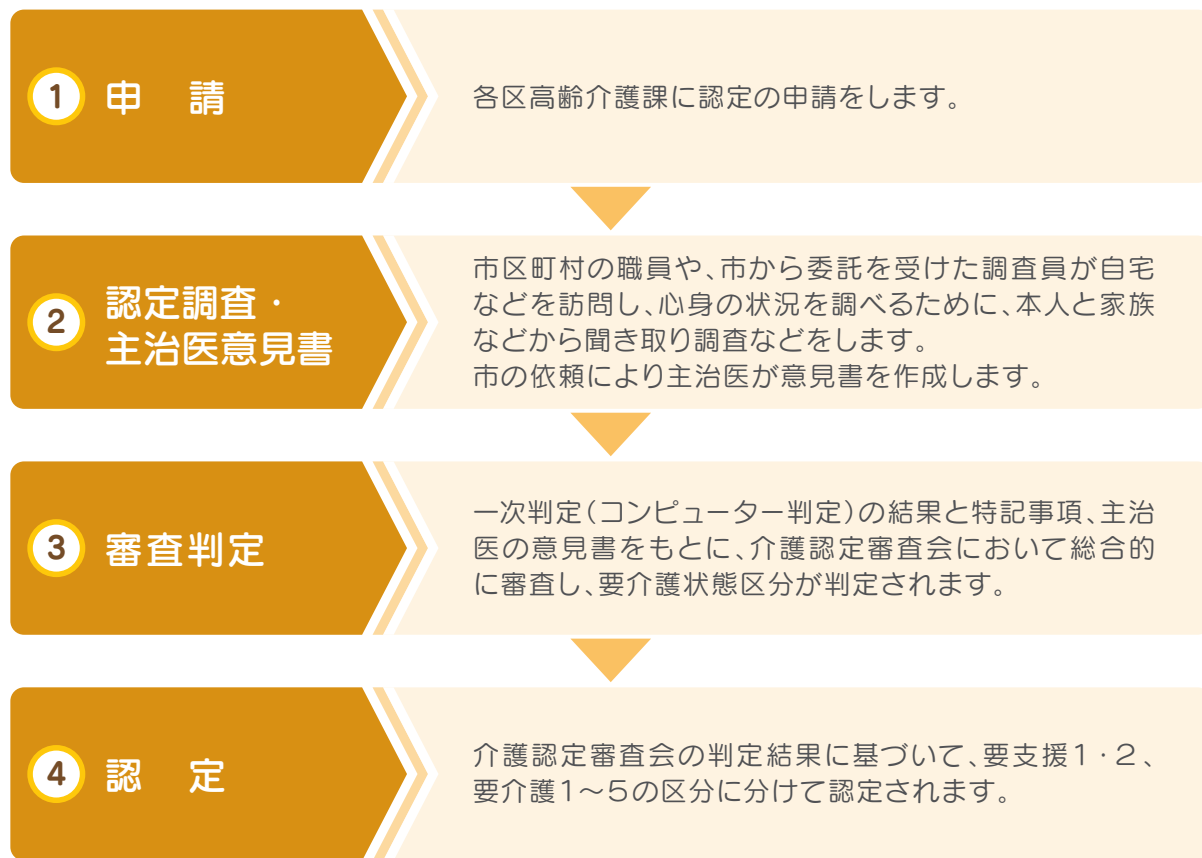 1 申　請
各区高齢介護課に認定の申請をします。
2 認定調査・
主治医意見書
市区町村の職員や、市から委託を受けた調査員が自宅
などを訪問し、心身の状況を調べるために、本人と家族
などから聞き取り調査などをします。
市の依頼により主治医が意見書を作成します。
3 審査判定
一次判定(コンピューター判定)の結果と特記事項、主治
医の意見書をもとに、介護認定審査会において総合的
に審査し、要介護状態区分が判定されます。
4 認　定
介護認定審査会の判定結果に基づいて、要支援1・2、
要介護1〜5の区分に分けて認定されます。